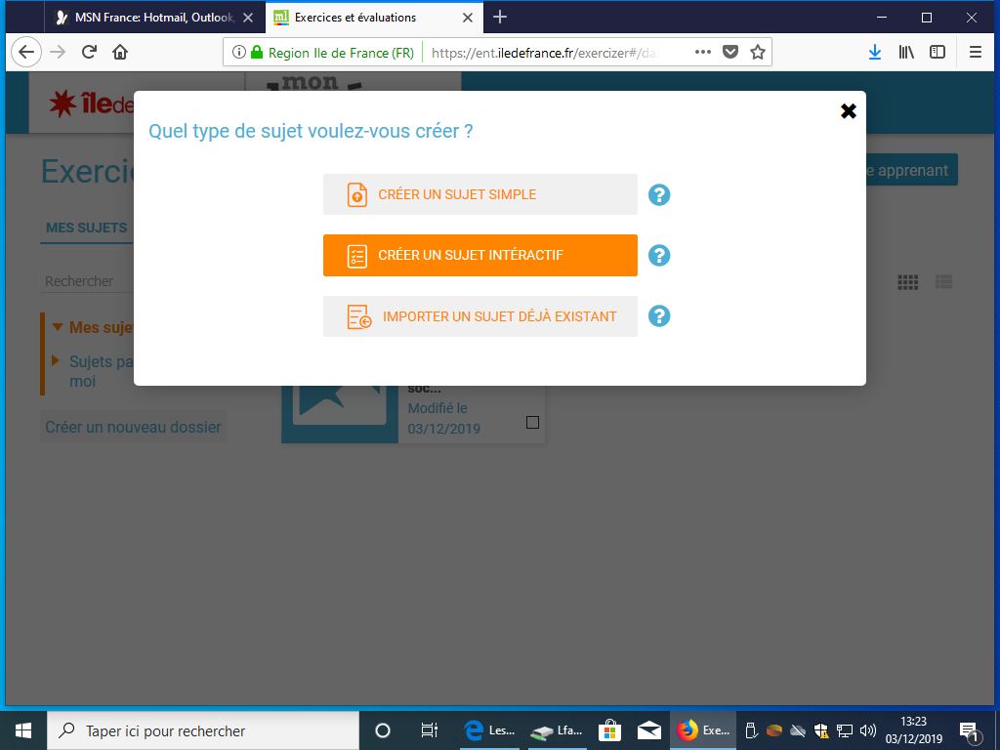 MSN France: Hotmail, Outlook,
Exercices et évaluations
Region Ile de France (FR)
https://ent.iledefrance.fr/exercizer#/da
mon
île
Quel type de sujet voulez-vous créer ?
CRÉER UN SUJET SIMPLE
?
CRÉER UN SUJET INTÉRACTIF
?
IMPORTER UN SUJET DÉJÀ EXISTANT
?
e apprenant
MES SUJETS
Rechercher
Mes suje
Sujets pa
moi
Créer un nouveau dossier
soc...
Modifié le
03/12/2019
Taper ici pour rechercher
Les...
Lfa...
Exe...
13:23
03/12/2019
1